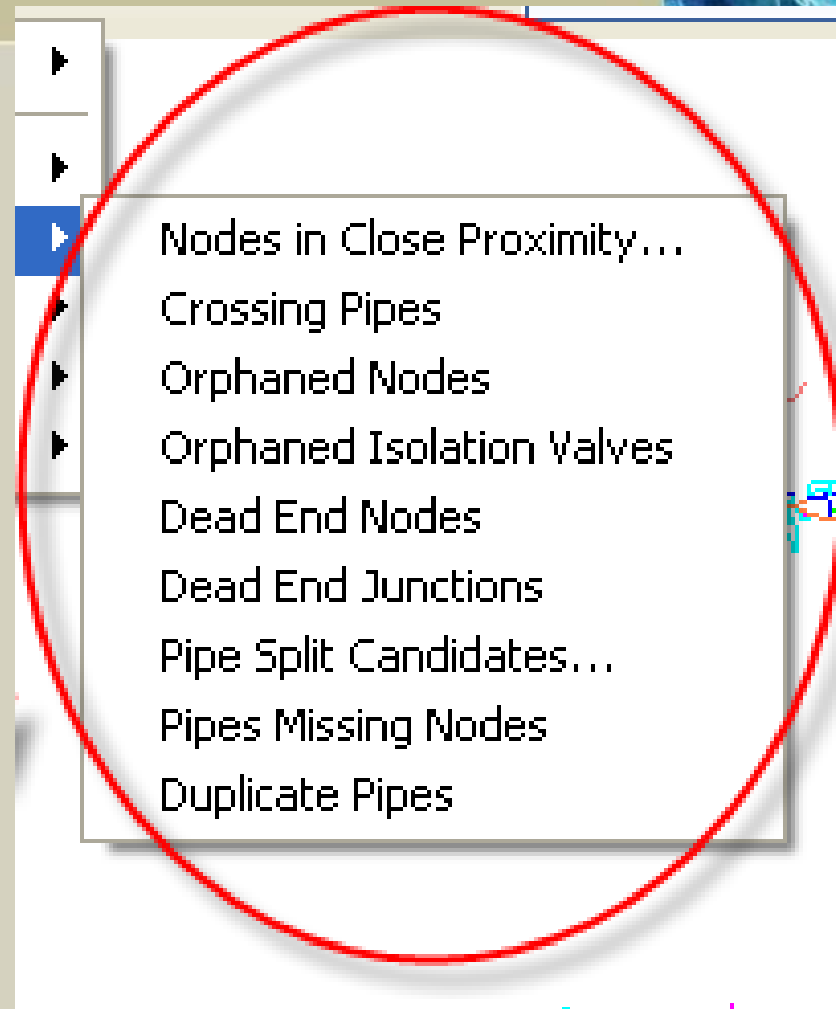 Nodes in Close Proximity...
Crossing Pipes
Orphaned Nodes
Orphaned Isolation Valves
Dead End Nodes
Dead End Junctions
Pipe Split Candidates...
Pipes Missing Nodes
Duplicate Pipes